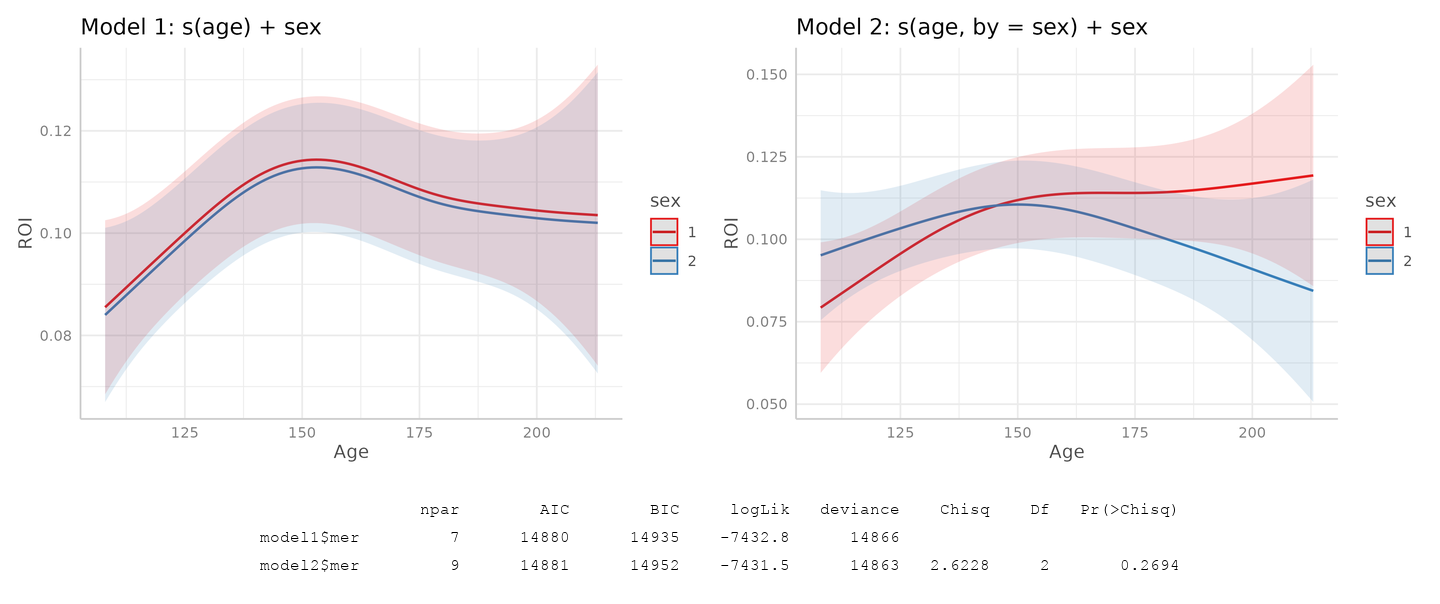 Model 1: s(age) + sex
ROI
0.12
0.10
0.08
125 150 175 200
Age
sex
1
2
Model 2: s(age, by = sex) + sex
ROI
0.150
0.125
0.100
0.075
0.050
125 150 175 200
Age
sex
1
2
npar AIC BIC logLik deviance Chisq Df Pr(>Chisq)
model1$mer 7 14880 14935 -7432.8 14866
model2$mer 9 14881 14952 -7431.5 14863 2.6228 2 0.2694